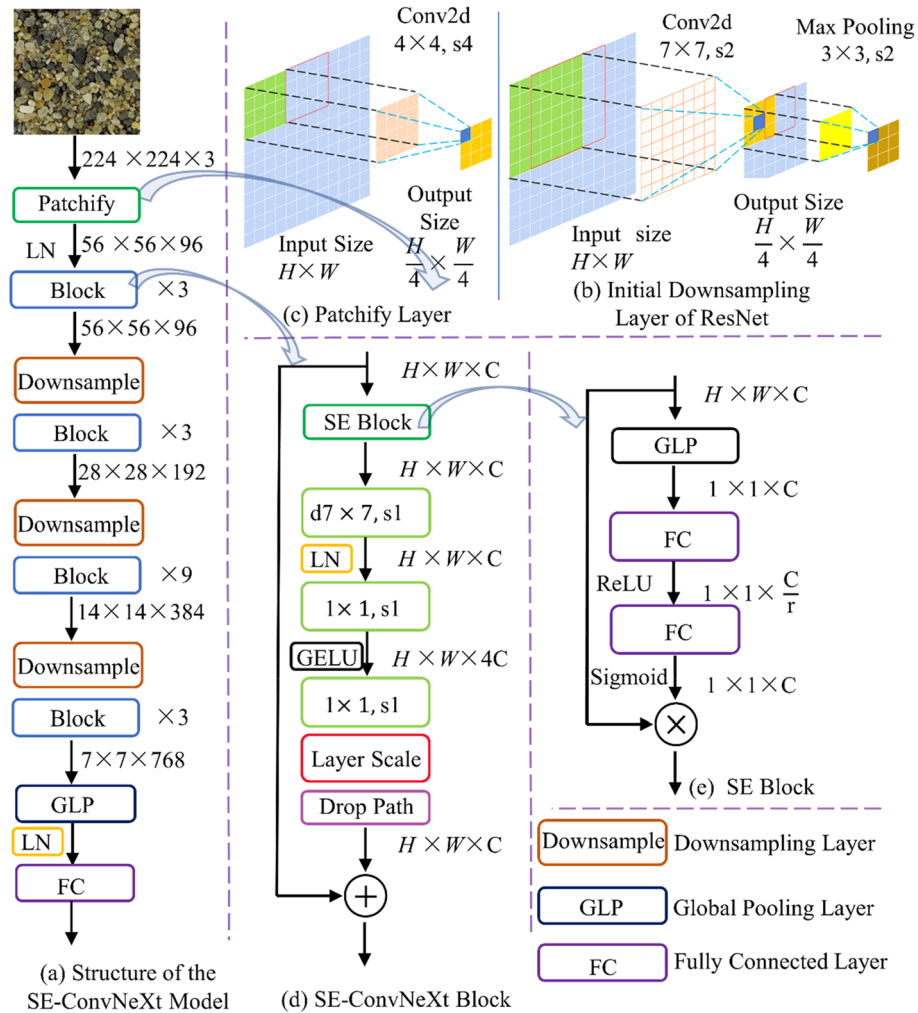 224 ×224×3
Patchify
LN
56 ×56×96
Block
×3
56×56×96
Downsample
Block
×3
28×28×192
Downsample
Block
×9
14×14×384
Downsample
Block
×3
7×7×768
GLP
LN
FC
(a) Structure of the
SE-ConvNeXt Model
Conv2d
4×4, s4
Input Size
H×W
Output
Size
H/4 × W/4
(c) Patchify Layer
Conv2d
7×7, s2
Max Pooling
3×3, s2
Input size
H×W
Output Size
H/4 × W/4
(b) Initial Downsampling
Layer of ResNet
H×W×C
SE Block
H ×W×C
d7 × 7, s1
LN
H ×W×C
1× 1, s1
GELU
H ×W×4C
1× 1, s1
Layer Scale
Drop Path
H ×W×C
+
(d) SE-ConvNeXt Block
H ×W×C
GLP
1 ×1×C
FC
ReLU
1 ×1× C/r
FC
Sigmoid
1 ×1×C
×
(e) SE Block
Downsample
Downsampling Layer
GLP
Global Pooling Layer
FC
Fully Connected Layer